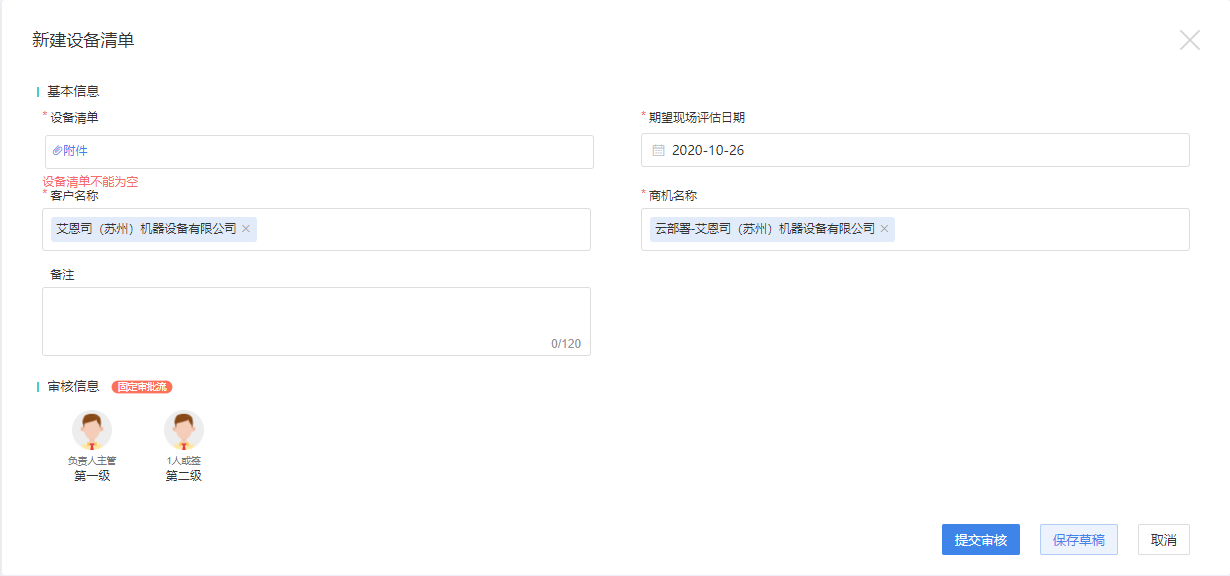 新建设备清单
基本信息
* 设备清单
* 期望现场评估日期
附件
2020-10-26
设备清单不能为空
* 客户名称
* 商机名称
艾恩司（苏州）机器设备有限公司 ×
云部署-艾恩司（苏州）机器设备有限公司 ×
备注
0/120
审核信息 固定审批流
负责人主管
1人或签
第一级
第二级
提交审核
保存草稿
取消